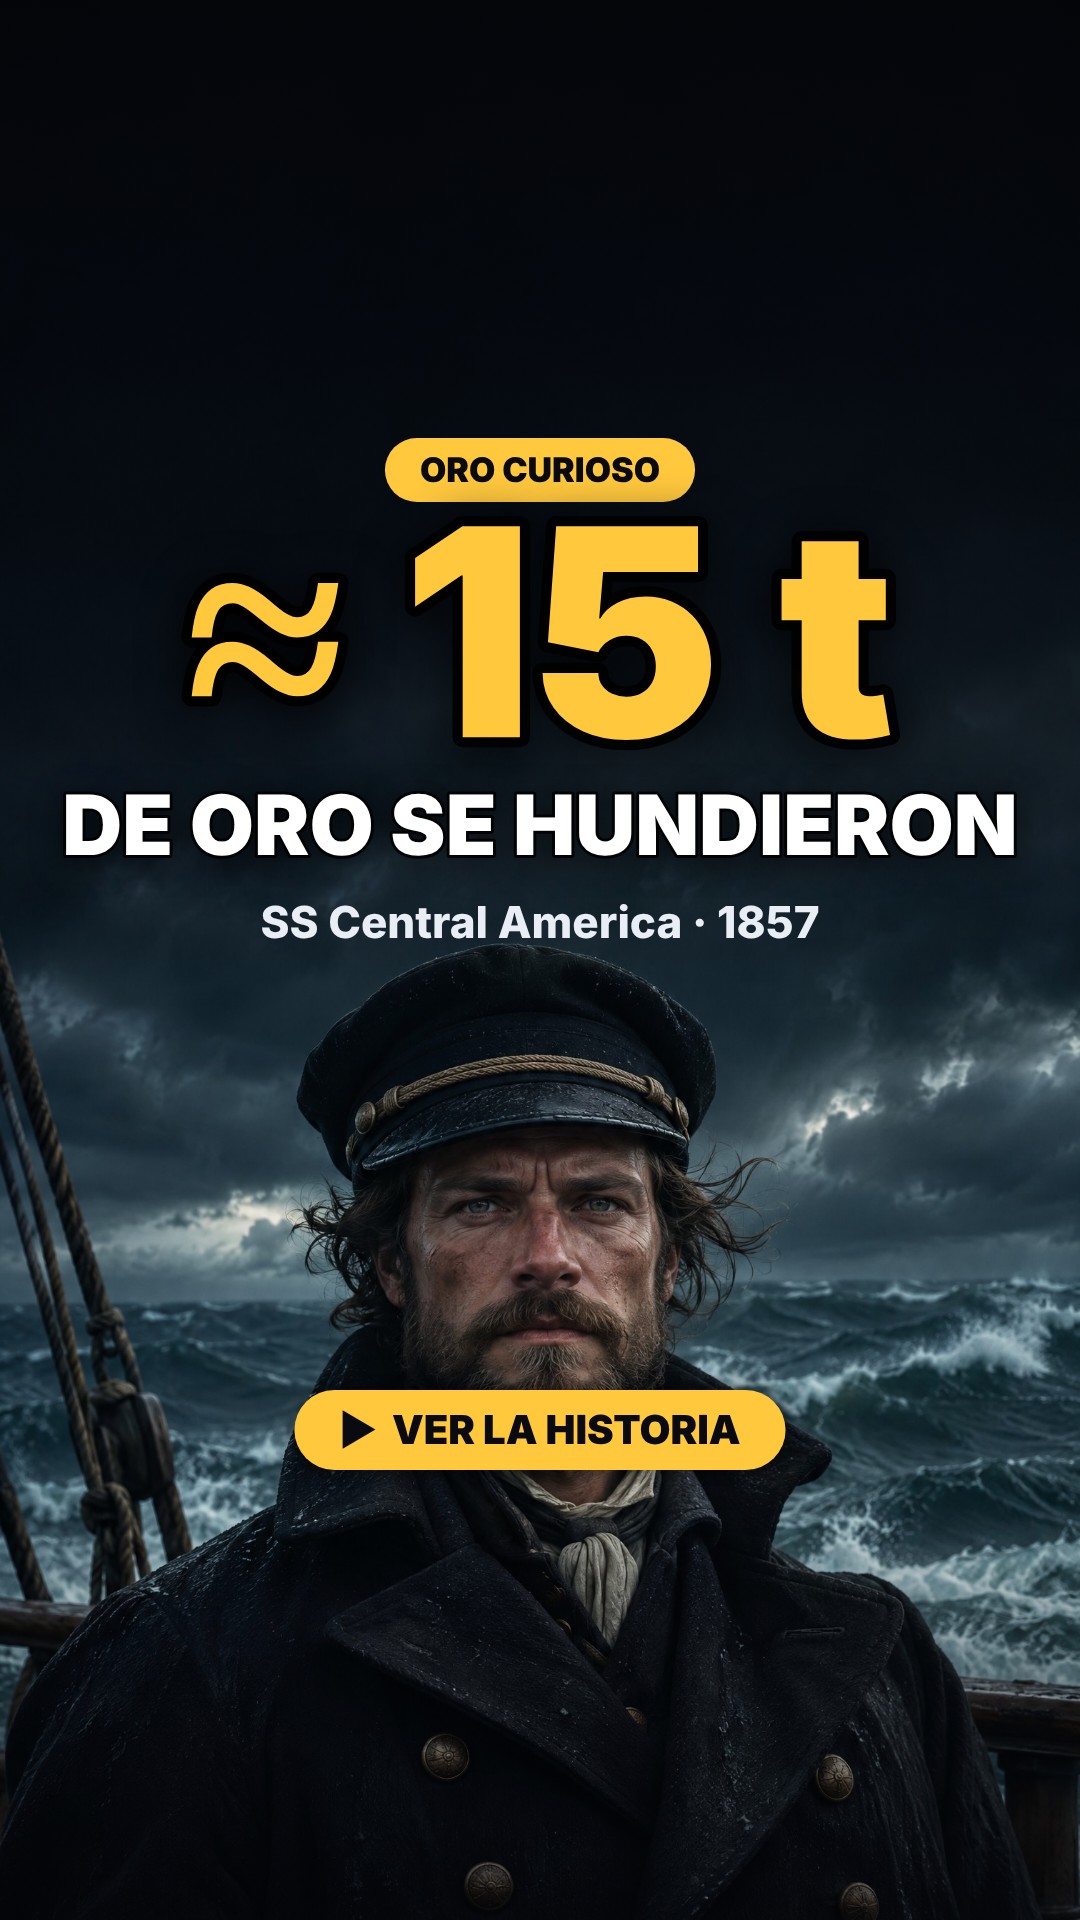 ORO CURIOSO
≈ 15 t
DE ORO SE HUNDIERON
SS Central America · 1857
▶ VER LA HISTORIA